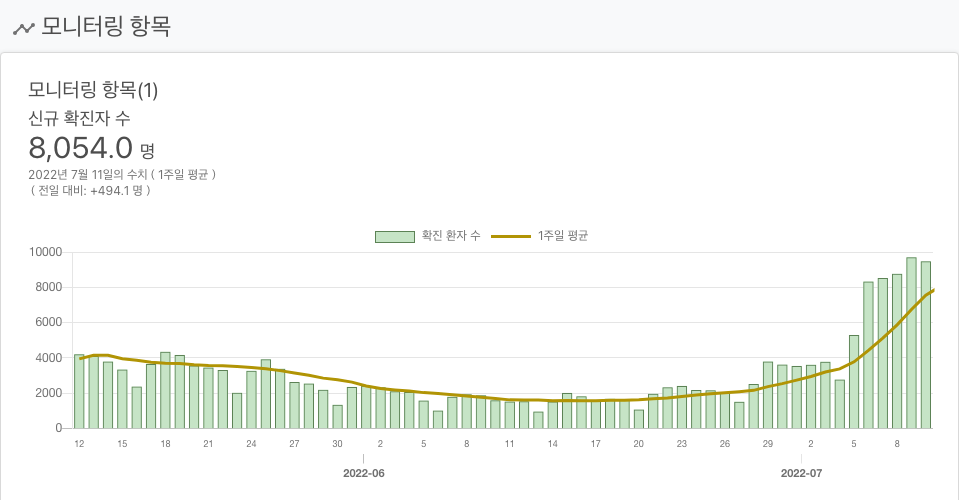 모니터링 항목
모니터링 항목(1)
신규 확진자 수
8,054.0 명
2022년 7월 11일의 수치 ( 1주일 평균 )
( 전일 대비: +494.1 명 )
확진 환자 수 1주일 평균
10000
8000
6000
4000
2000
0
12 15 18 21 24 27 30 2 5 8 11 14 17 20 23 26 29 2 5 8
2022-06 2022-07